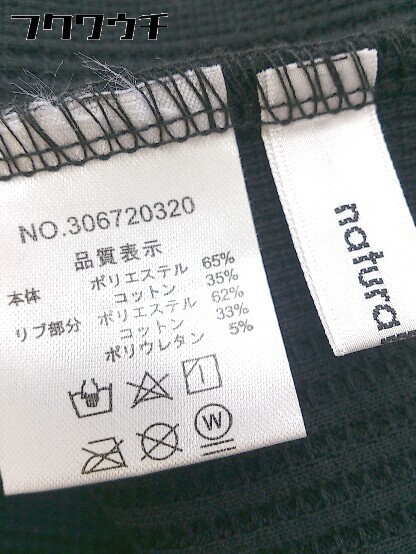 フクワウチ
NO.306720320
品質表示
本体 ポリエステル 65%
コットン 35%
リブ部分 ポリエステル 62%
コットン 33%
ポリウレタン 5%
W
natura